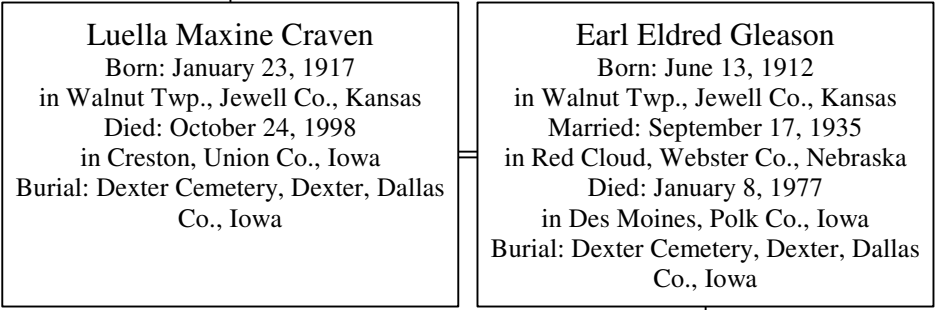 Luella Maxine Craven
Born: January 23, 1917
in Walnut Twp., Jewell Co., Kansas
Died: October 24, 1998
in Creston, Union Co., Iowa
Burial: Dexter Cemetery, Dexter, Dallas
Co., Iowa
Earl Eldred Gleason
Born: June 13, 1912
in Walnut Twp., Jewell Co., Kansas
Married: September 17, 1935
in Red Cloud, Webster Co., Nebraska
Died: January 8, 1977
in Des Moines, Polk Co., Iowa
Burial: Dexter Cemetery, Dexter, Dallas
Co., Iowa